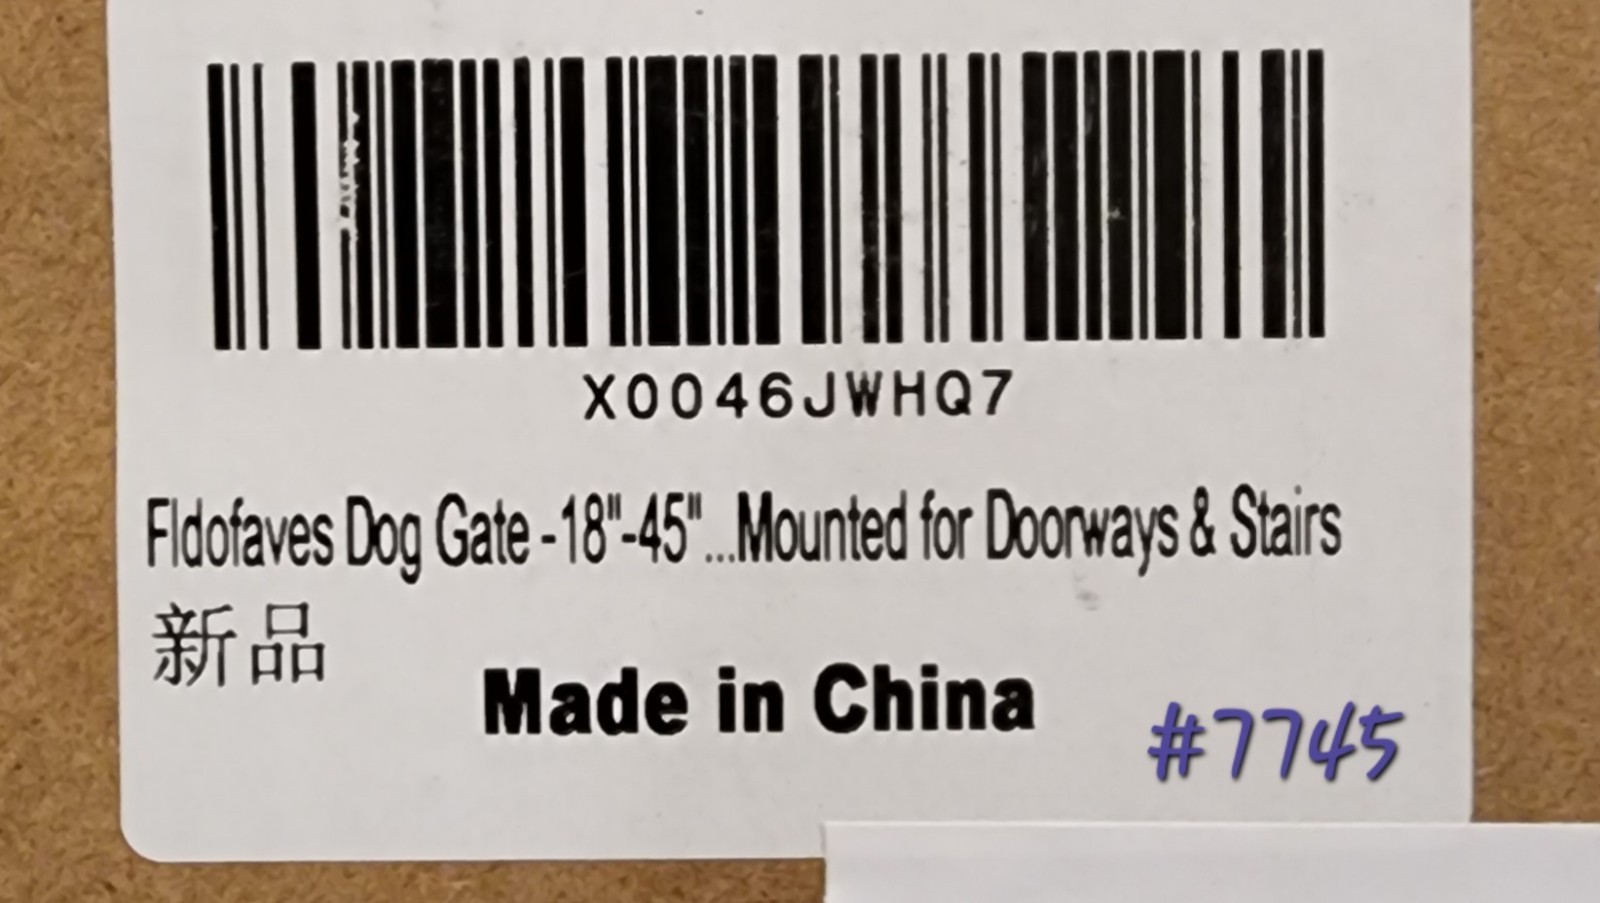 X0046JWHQ7
Fldofaves Dog Gate -18"-45" ...Mounted for Doorways & Stairs
新品
Made in China
#7745